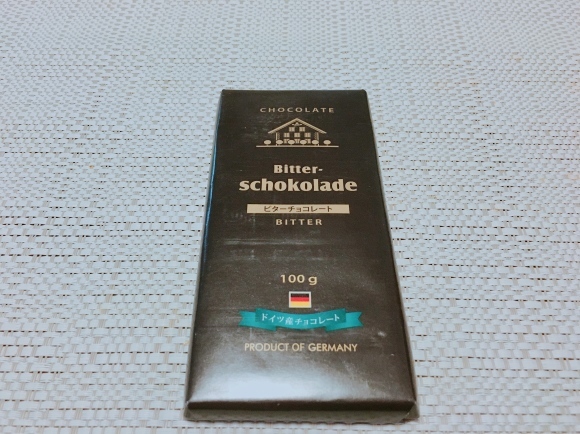 CHOCOLATE
Bitter-
schokolade
ビターチョコレート
BITTER
100g
ドイツ産チョコレート
PRODUCT OF GERMANY